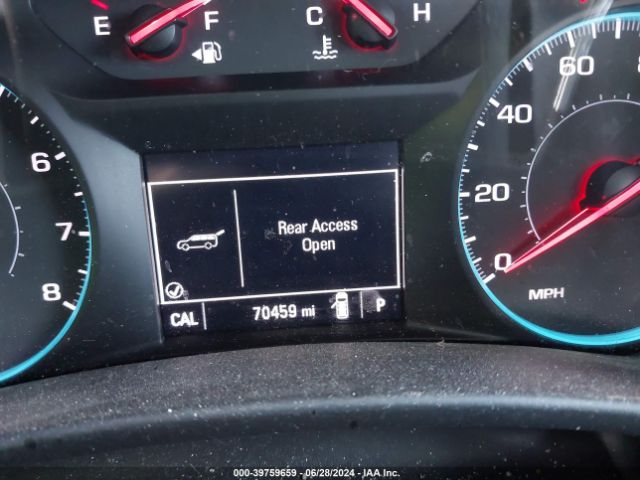 E F C H
6
7
8
Rear Access
Open
CAL 70459 mi P
60
40
20
0
MPH
000-39759659 | 06/28/2024 | IAA Inc.